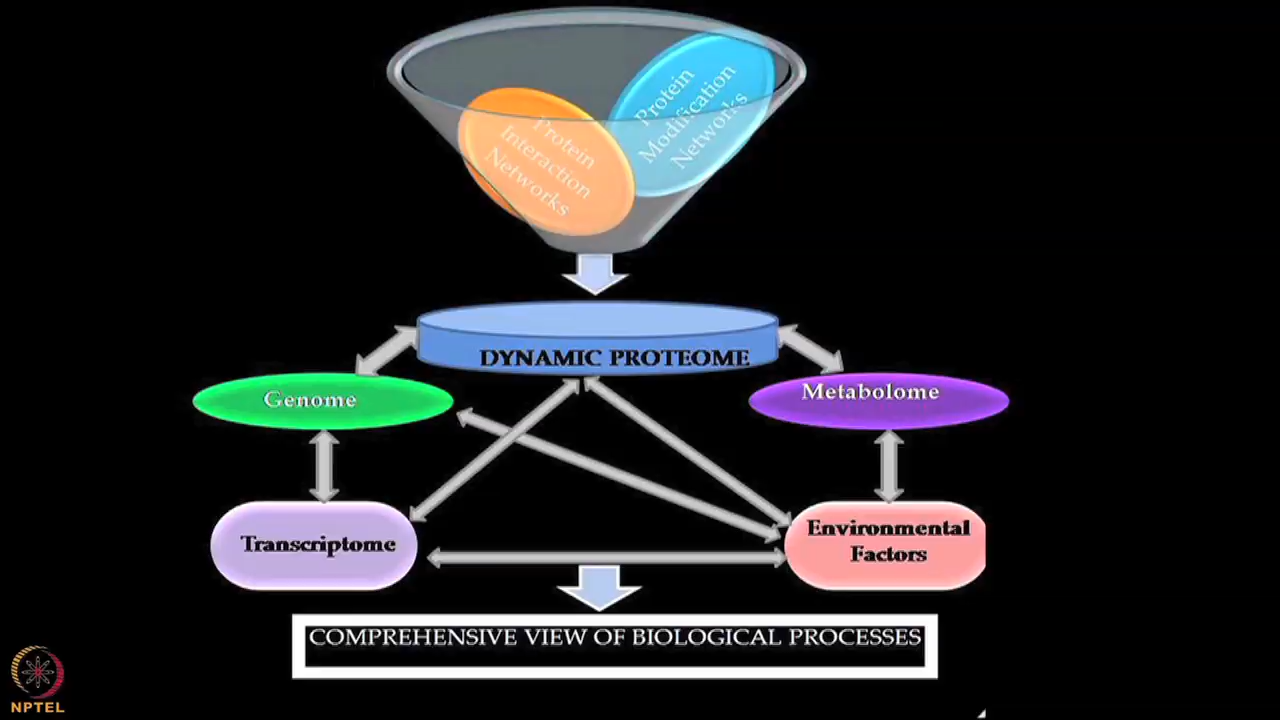 Protein
Interaction
Networks
Protein
Modification
Networks
DYNAMIC PROTEOME
Genome
Metabolome
Transcriptome
Environmental
Factors
COMPREHENSIVE VIEW OF BIOLOGICAL PROCESSES
NPTEL